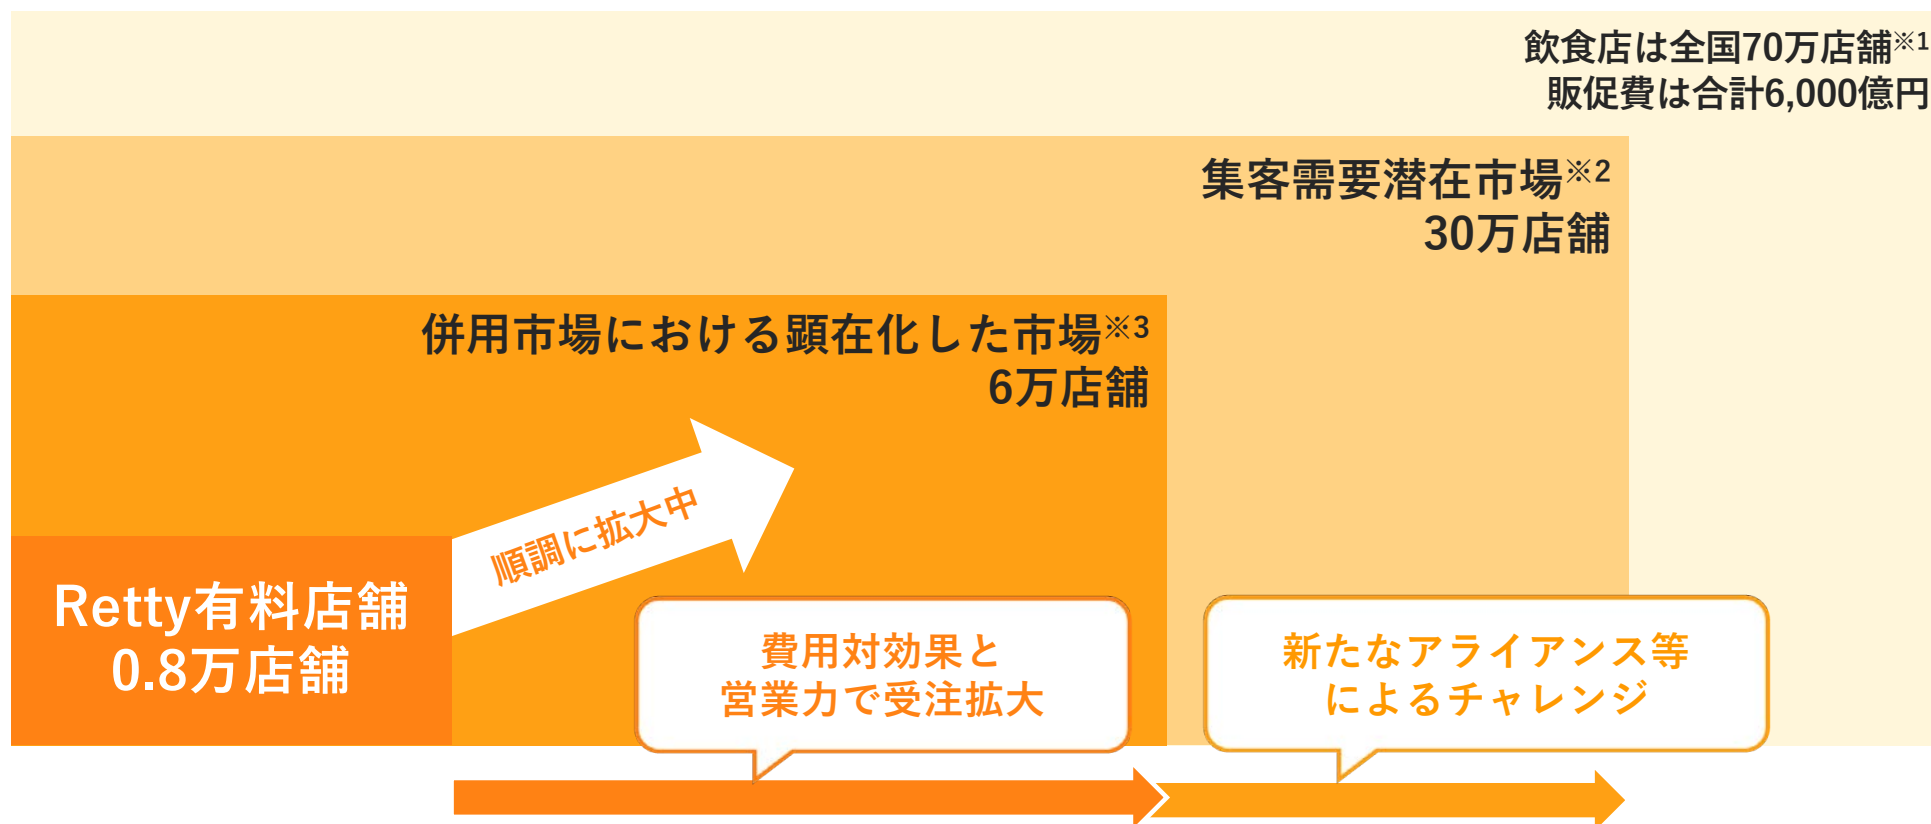 飲食店は全国70万店舗※1
販促費は合計6,000億円
集客需要潜在市場※2
30万店舗
併用市場における顕在化した市場※3
6万店舗
順調に拡大中
Retty有料店舗
0.8万店舗
費用対効果と
営業力で受注拡大
新たなアライアンス等
によるチャレンジ